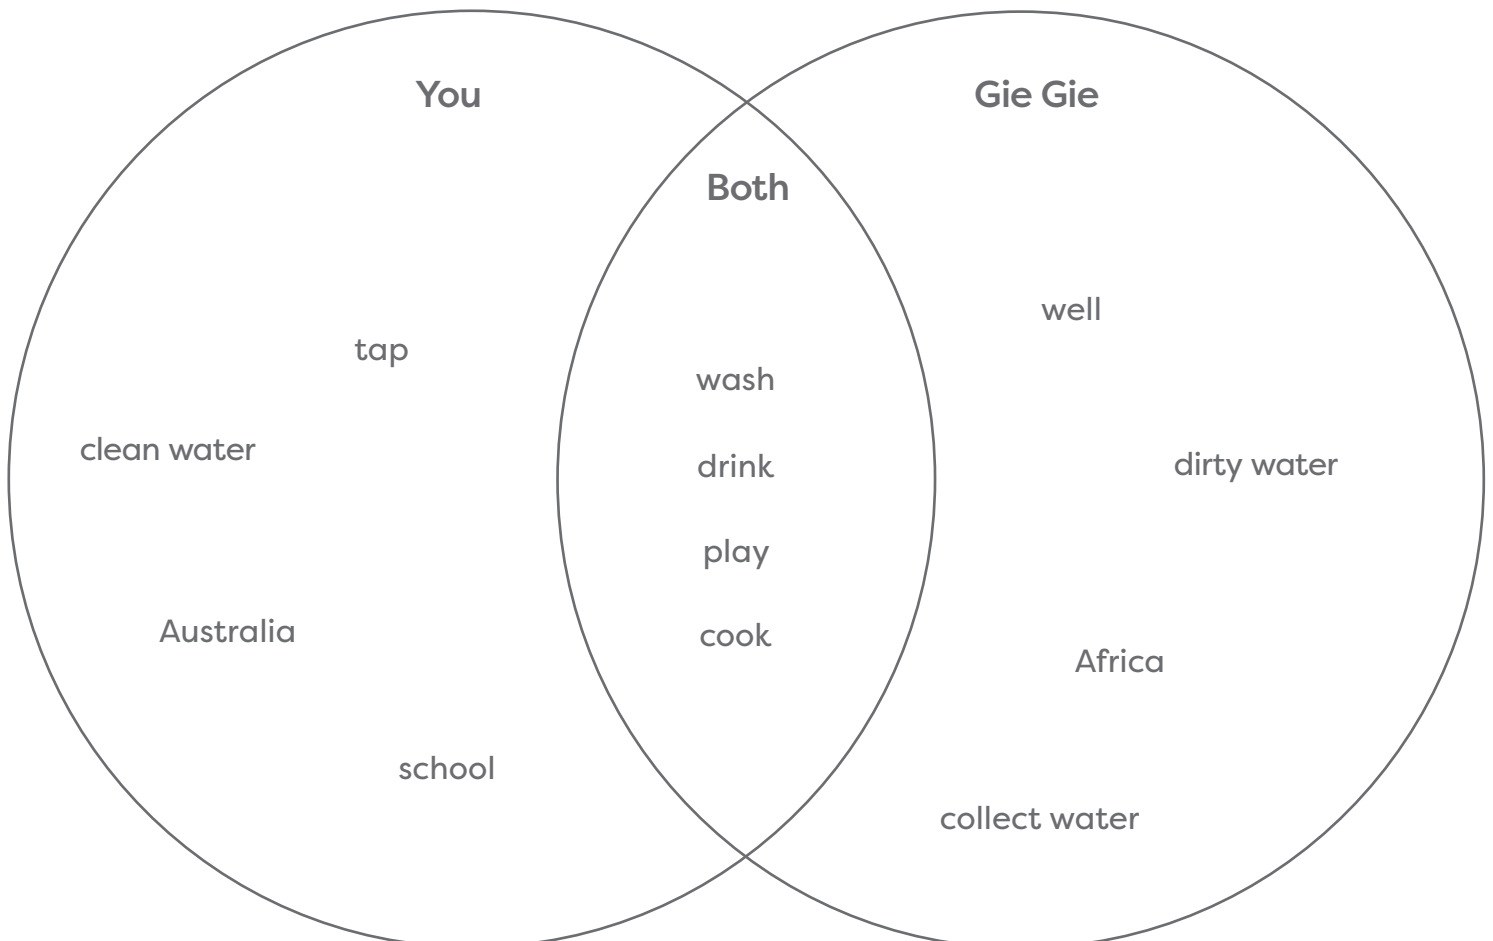 You
Gie Gie
Both
tap
clean water
Australia
school
wash
drink
play
cook
well
dirty water
Africa
collect water